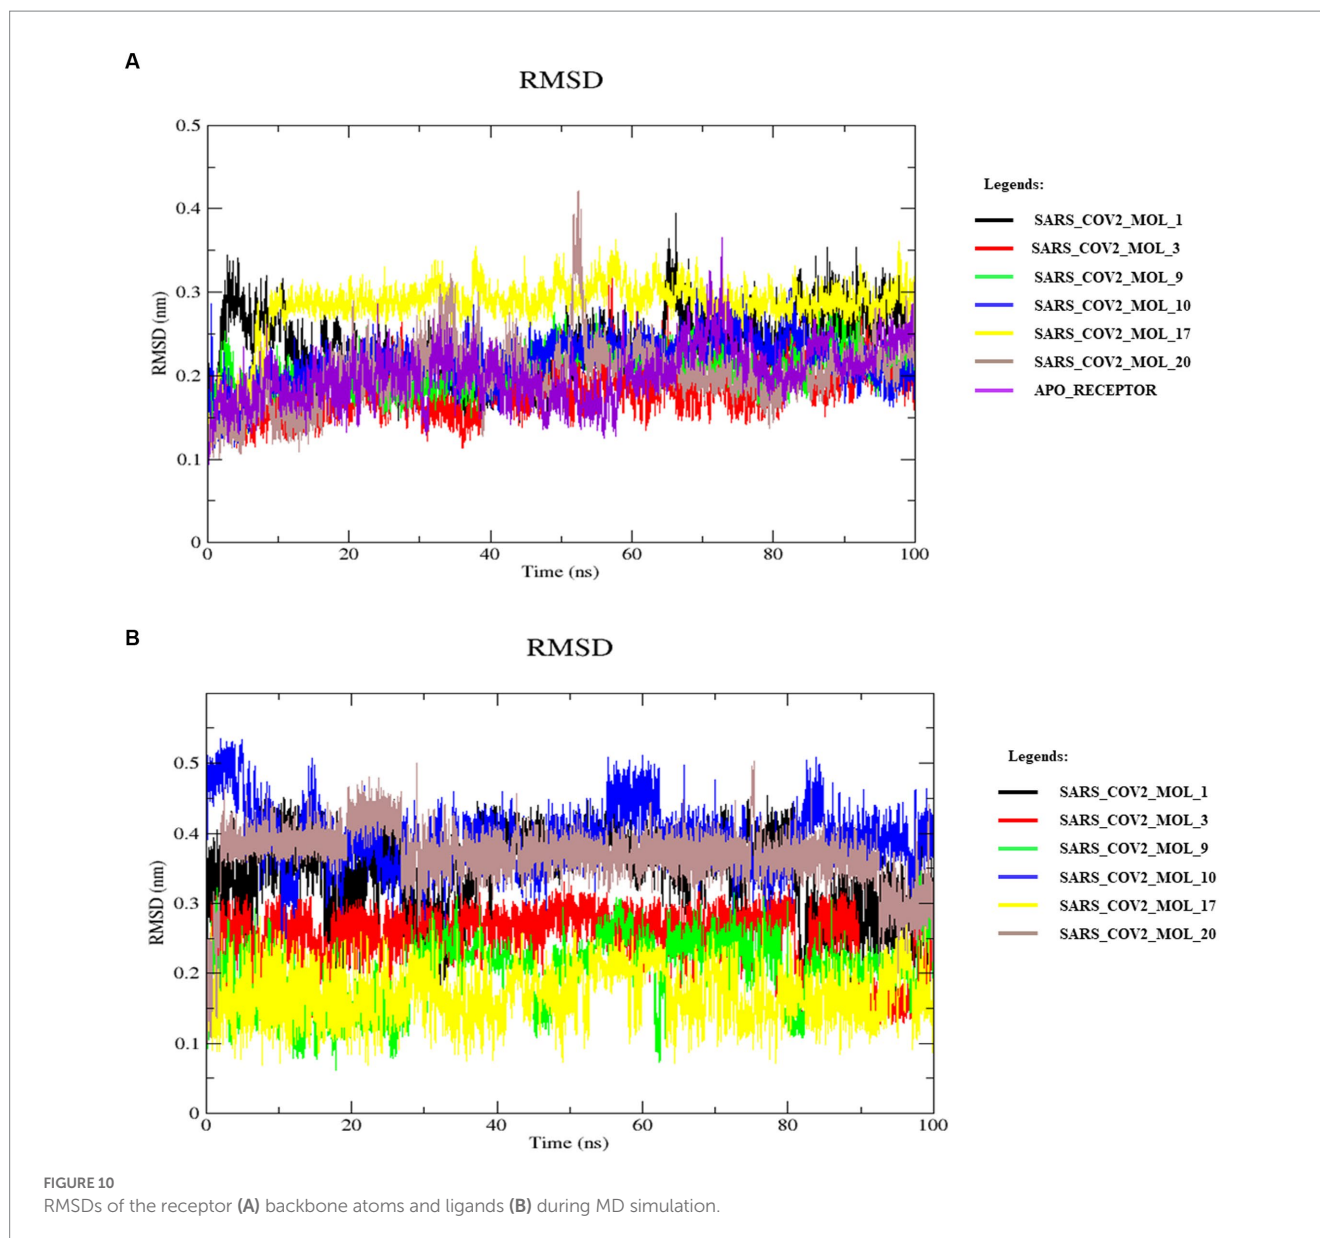 A
RMSD
0.5
0.4
0.3
0.2
0.1
0
RMSD (nm)
0 20 40 60 80 100
Time (ns)
Legends:
SARS_COV2_MOL_1
SARS_COV2_MOL_3
SARS_COV2_MOL_9
SARS_COV2_MOL_10
SARS_COV2_MOL_17
SARS_COV2_MOL_20
APO_RECEPTOR
B
RMSD
0.5
0.4
0.3
0.2
0.1
0
RMSD (nm)
0 20 40 60 80 100
Time (ns)
Legends:
SARS_COV2_MOL_1
SARS_COV2_MOL_3
SARS_COV2_MOL_9
SARS_COV2_MOL_10
SARS_COV2_MOL_17
SARS_COV2_MOL_20
FIGURE 10
RMSDs of the receptor (A) backbone atoms and ligands (B) during MD simulation.